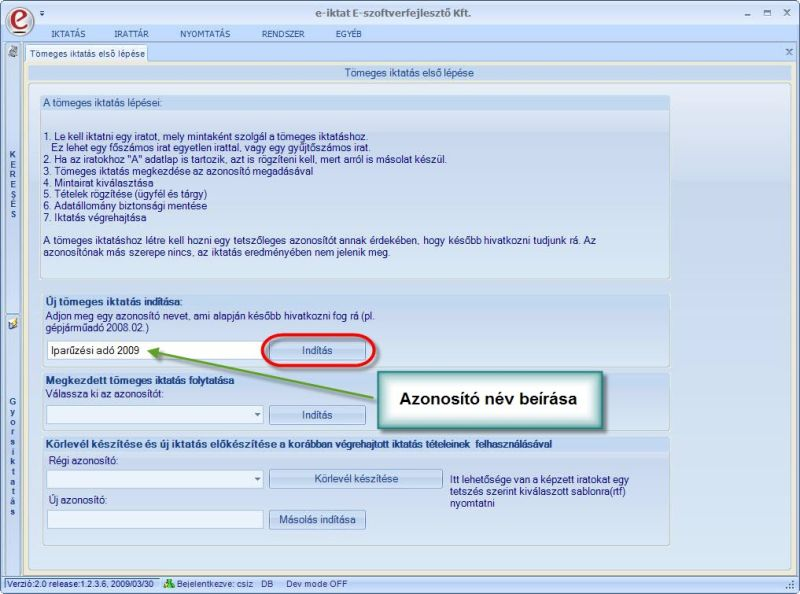 e-iktat E-szoftverfejlesztő Kft.
IKTATÁS IRATTÁR NYOMTATÁS RENDSZER EGYÉB
Tömeges iktatás első lépése
Tömeges iktatás első lépése
KERESÉS
Gyorsiktatás
A tömeges iktatás lépései:
1. Le kell iktatni egy iratot, mely mintaként szolgál a tömeges iktatáshoz.
Ez lehet egy főszámos irat egyetlen irattal, vagy egy gyűjtőszámos irat.
2. Ha az iratokhoz "A" adatlap is tartozik, azt is rögzíteni kell, mert arról is másolat készül.
3. Tömeges iktatás megkezdése az azonosító megadásával
4. Mintairat kiválasztása
5. Tételek rögzítése (ügyfél és tárgy)
6. Adatállomány biztonsági mentése
7. Iktatás végrehajtása
A tömeges iktatáshoz létre kell hozni egy tetszőleges azonosítót annak érdekében, hogy később hivatkozni tudjunk rá. Az
azonosítónak más szerepe nincs, az iktatás eredményében nem jelenik meg.
Új tömeges iktatás indítása:
Adjon meg egy azonosító nevet, ami alapján később hivatkozni fog rá (pl.
gépjárműadó 2008.02.)
Iparűzési adó 2009 Indítás
Azonosító név beírása
Megkezdett tömeges iktatás folytatása
Válassza ki az azonosítót:
Indítás
Körlevél készítése és új iktatás előkészítése a korábban végrehajtott iktatás tételeinek felhasználásával
Régi azonosító:
Körlevél készítése
Itt lehetősége van a képzett iratokat egy
tetszés szerint kiválaszott sablonra(rtf)
nyomtatni
Új azonosító:
Másolás indítása
Verzió:2.0 release:1.2.3.6, 2009/03/30 Bejelentkezve: csiz DB Dev mode OFF